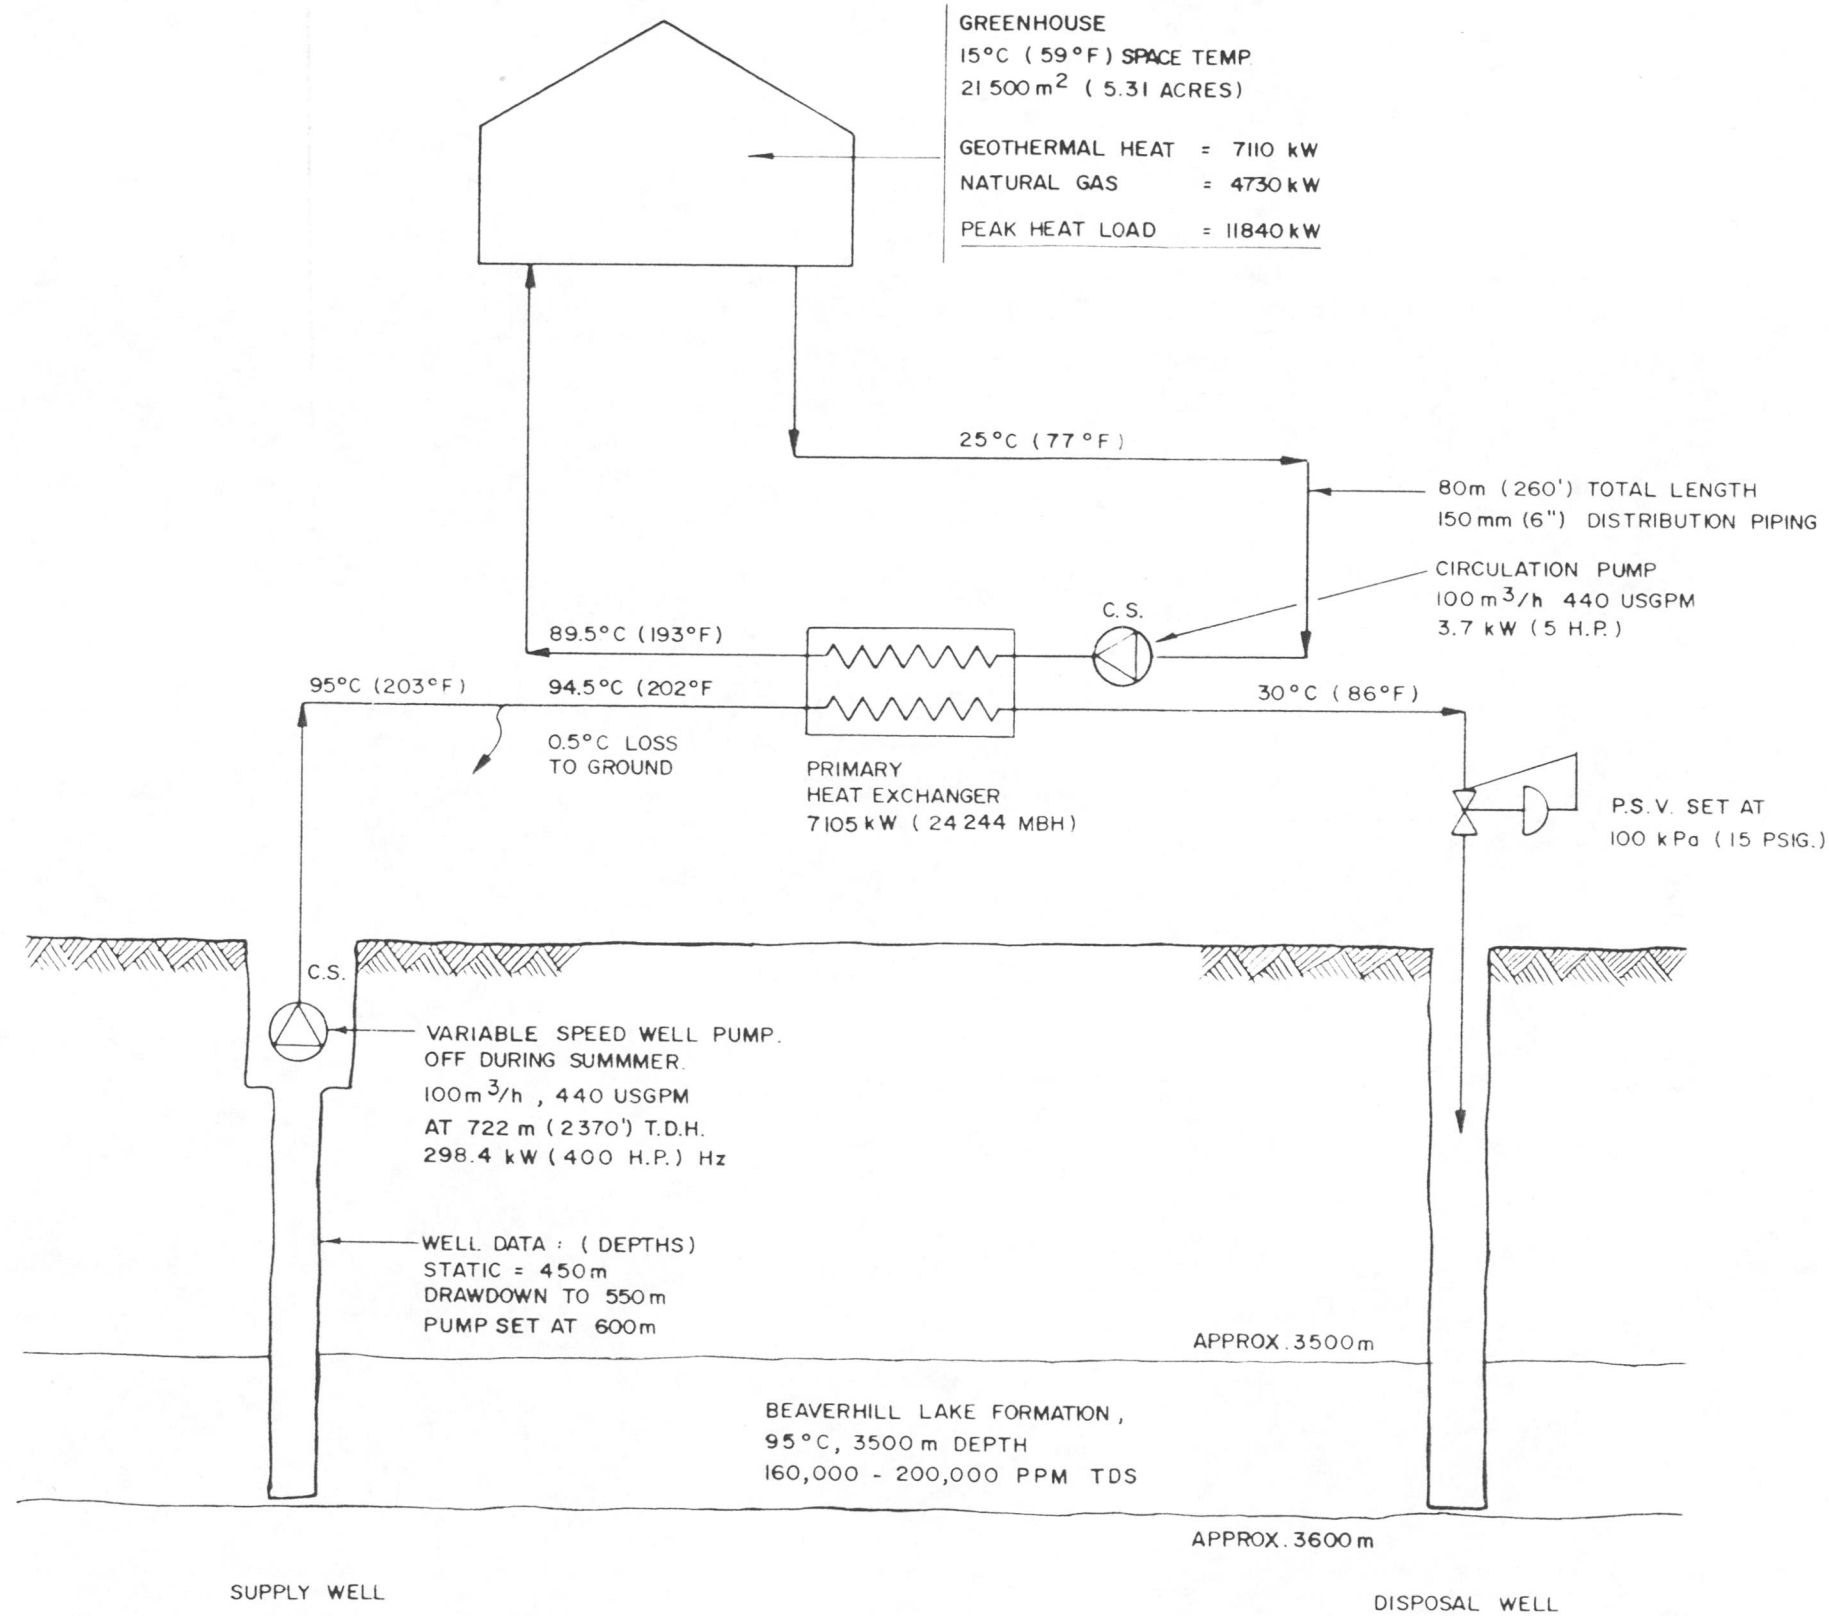 GREENHOUSE
15°C (59°F) SPACE TEMP.
21 500 m² (5.31 ACRES)
GEOTHERMAL HEAT = 7110 kW
NATURAL GAS = 4730 kW
PEAK HEAT LOAD = 11840 kW
25°C (77°F)
80m (260') TOTAL LENGTH
150 mm (6") DISTRIBUTION PIPING
CIRCULATION PUMP
100 m³/h 440 USGPM
3.7 kW (5 H.P.)
C.S.
89.5°C (193°F)
95°C (203°F)
94.5°C (202°F
30°C (86°F)
0.5°C LOSS
TO GROUND
PRIMARY
HEAT EXCHANGER
7105 kW (24 244 MBH)
P.S.V. SET AT
100 kPa (15 PSIG.)
C.S.
VARIABLE SPEED WELL PUMP.
OFF DURING SUMMMER.
100 m³/h, 440 USGPM
AT 722 m (2370') T.D.H.
298.4 kW (400 H.P.) Hz
WELL DATA: (DEPTHS)
STATIC = 450m
DRAWDOWN TO 550m
PUMP SET AT 600m
APPROX. 3500m
BEAVERHILL LAKE FORMATION,
95°C, 3500 m DEPTH
160,000 - 200,000 PPM TDS
APPROX. 3600m
SUPPLY WELL
DISPOSAL WELL